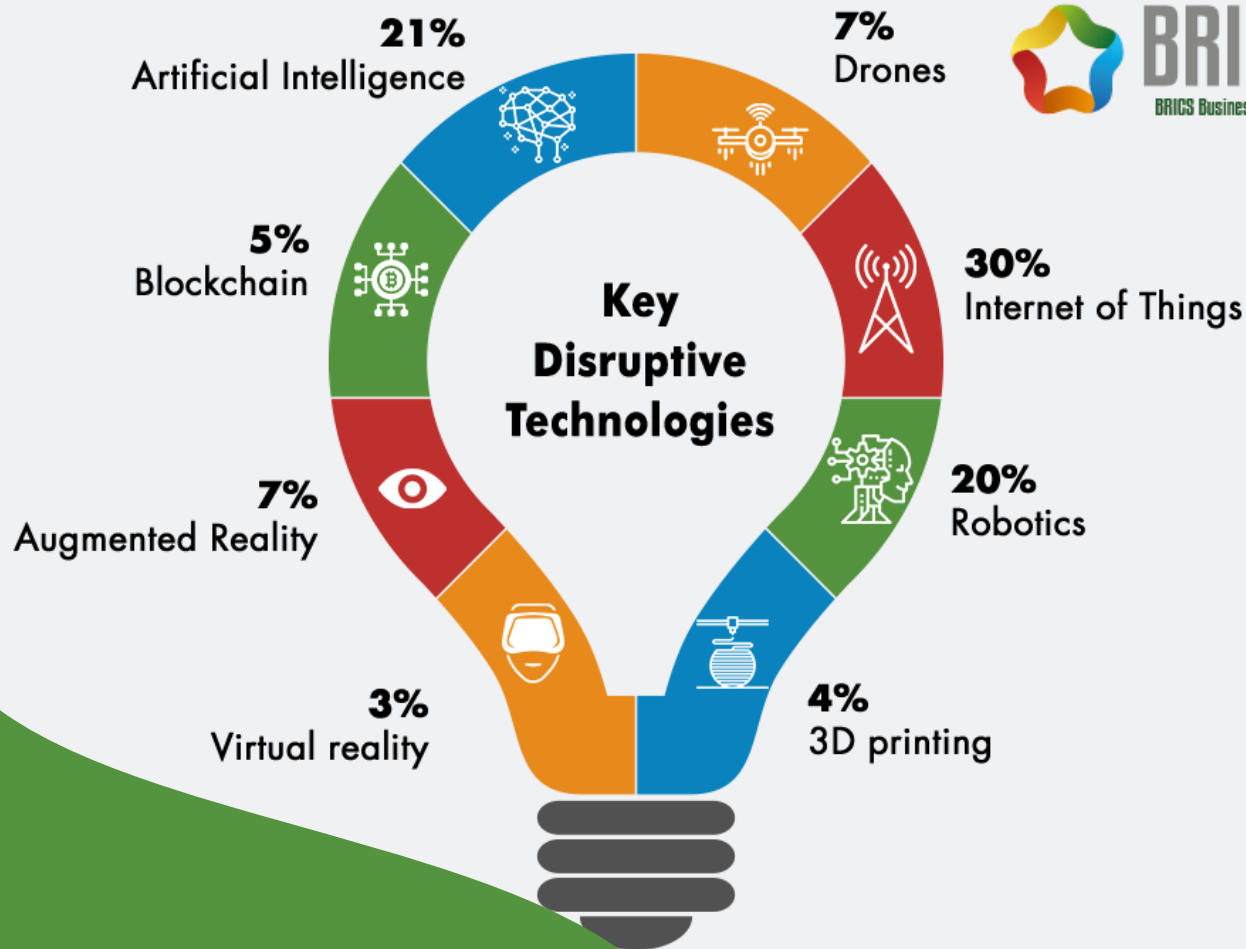 21%
Artificial Intelligence
7%
Drones
BRI
BRICS Busines
5%
Blockchain
30%
Internet of Things
Key
Disruptive
Technologies
7%
Augmented Reality
20%
Robotics
3%
Virtual reality
4%
3D printing